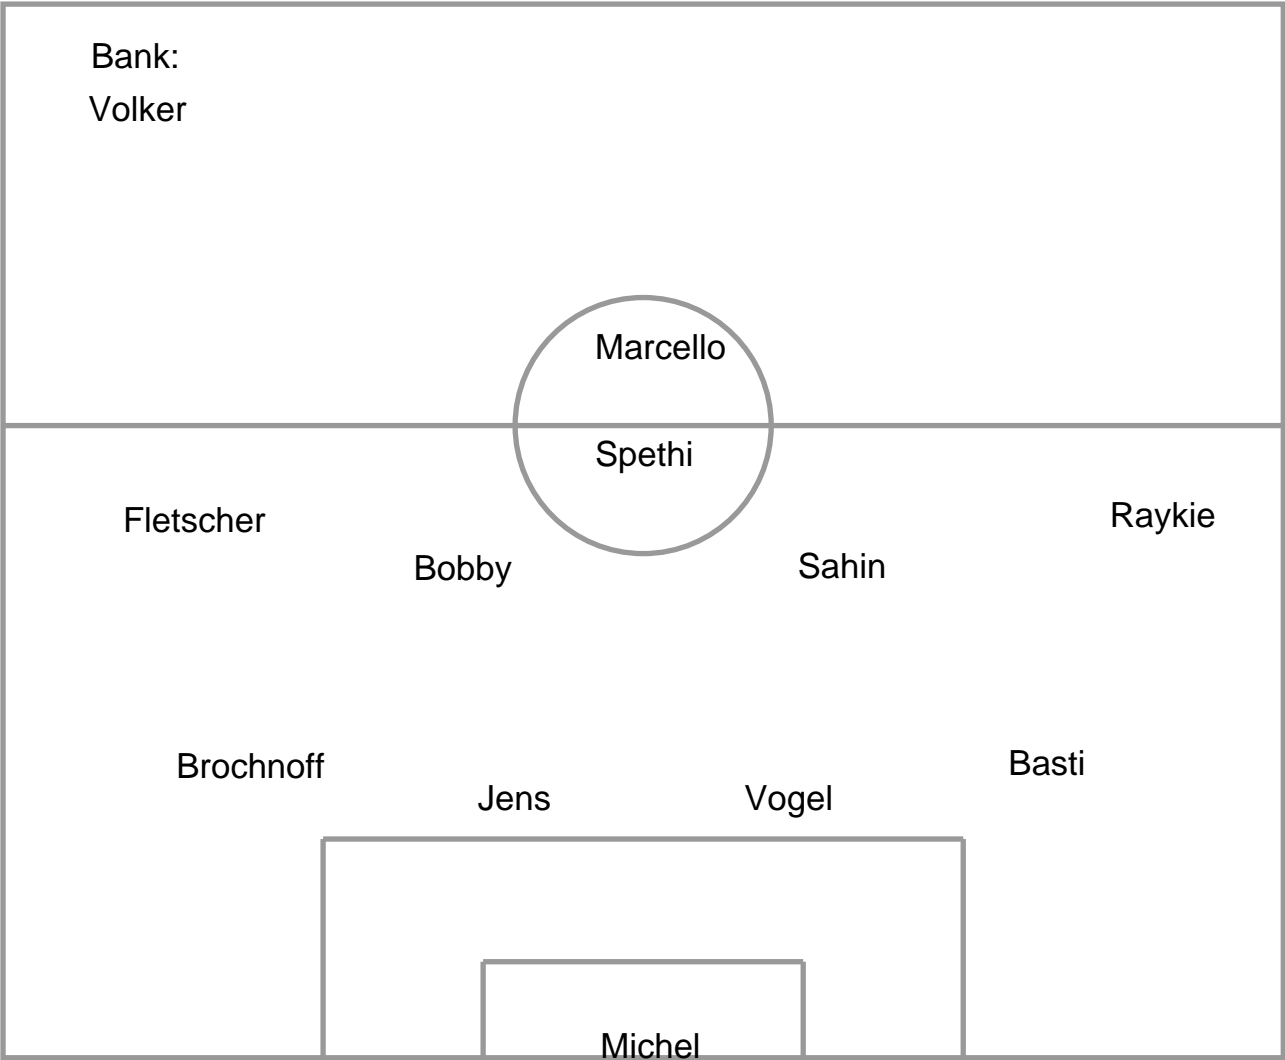 Bank:
Volker
Marcello
Spethi
Fletscher
Raykie
Bobby
Sahin
Brochnoff
Basti
Jens
Vogel
Michel